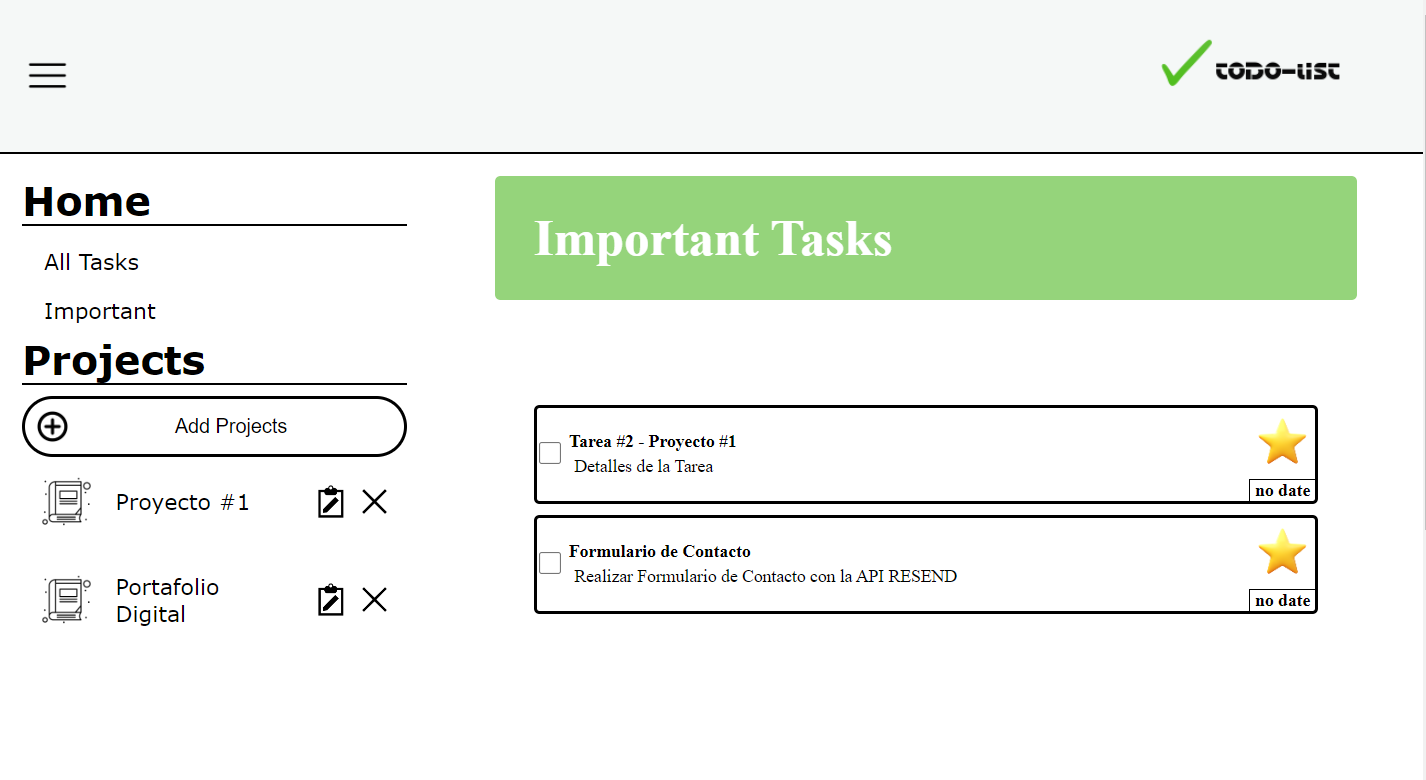 TODO-LIST
Home
All Tasks
Important
Projects
Add Projects
Proyecto #1
Portafolio
Digital
Important Tasks
Tarea #2 - Proyecto #1
Detalles de la Tarea
no date
Formulario de Contacto
Realizar Formulario de Contacto con la API RESEND
no date